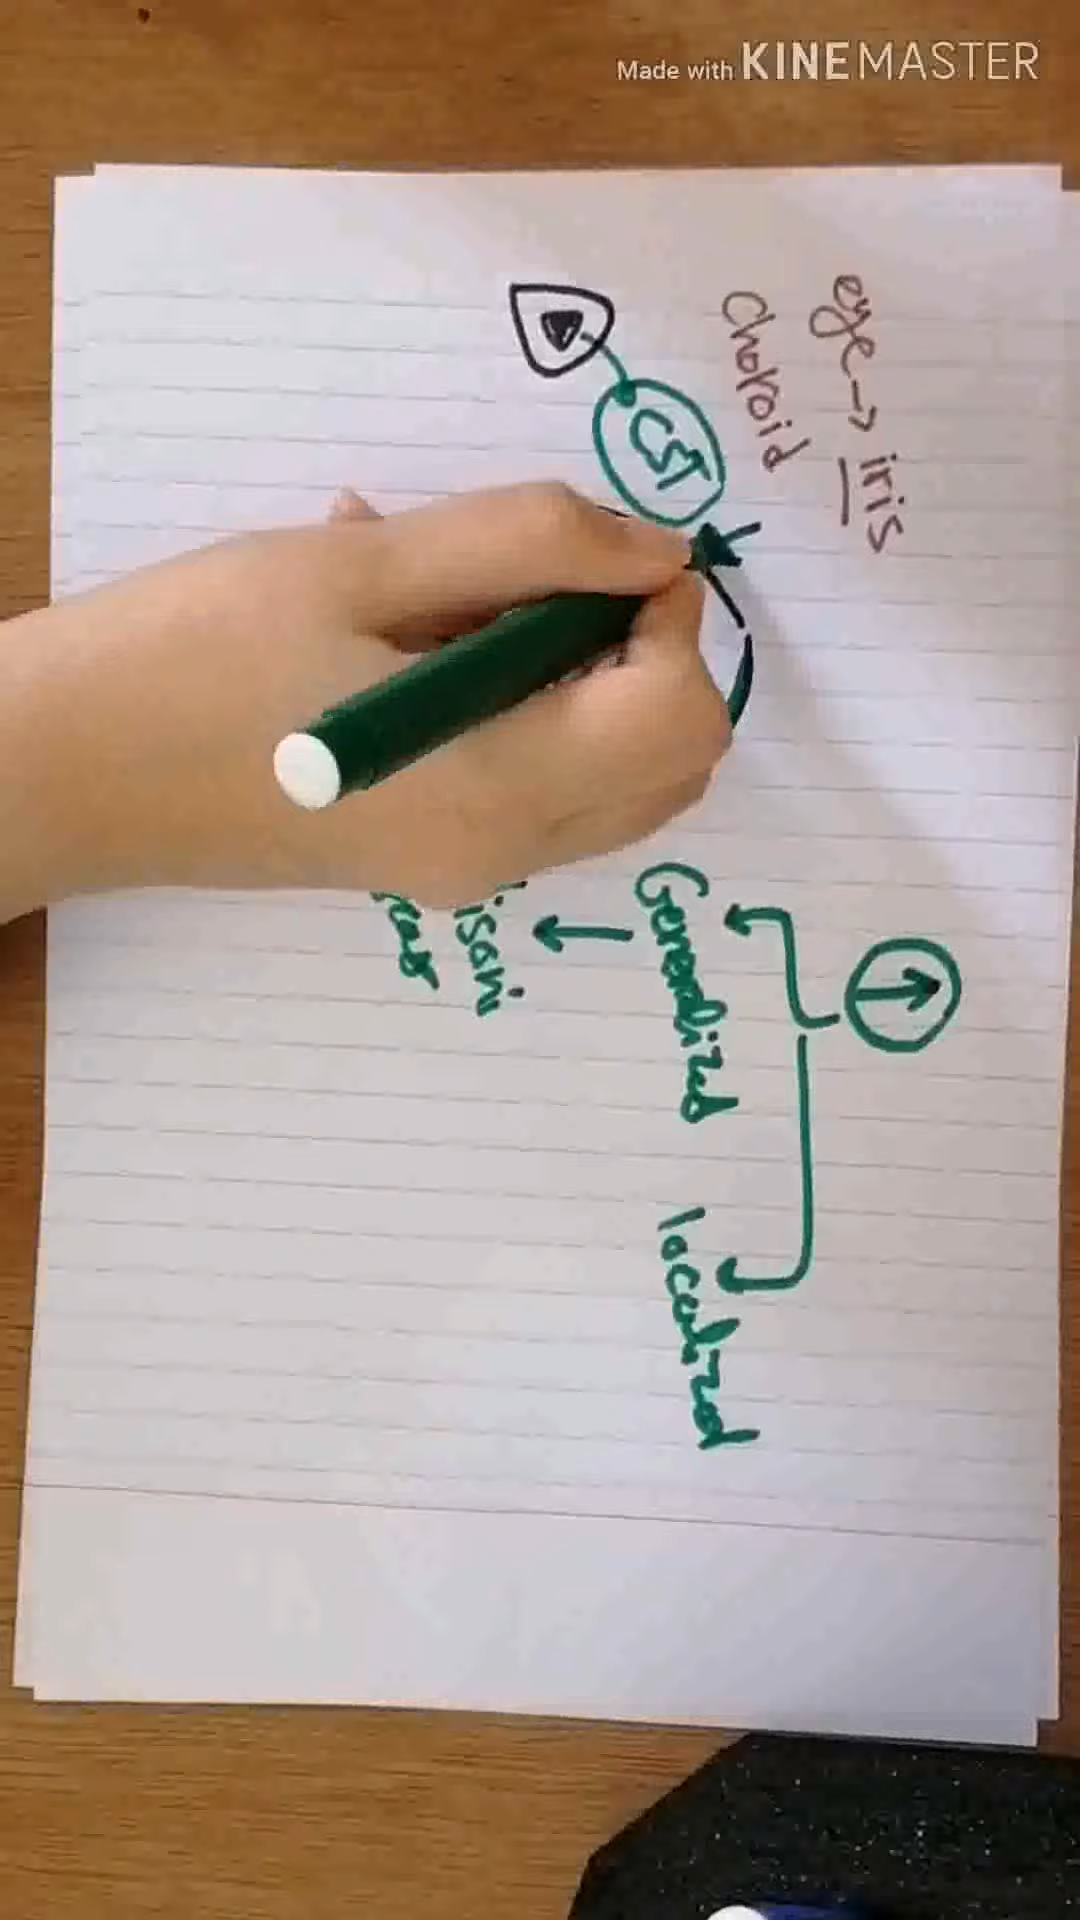 Made with KINEMASTER
eye → iris
choroid
CST
↑
Generalized
localized